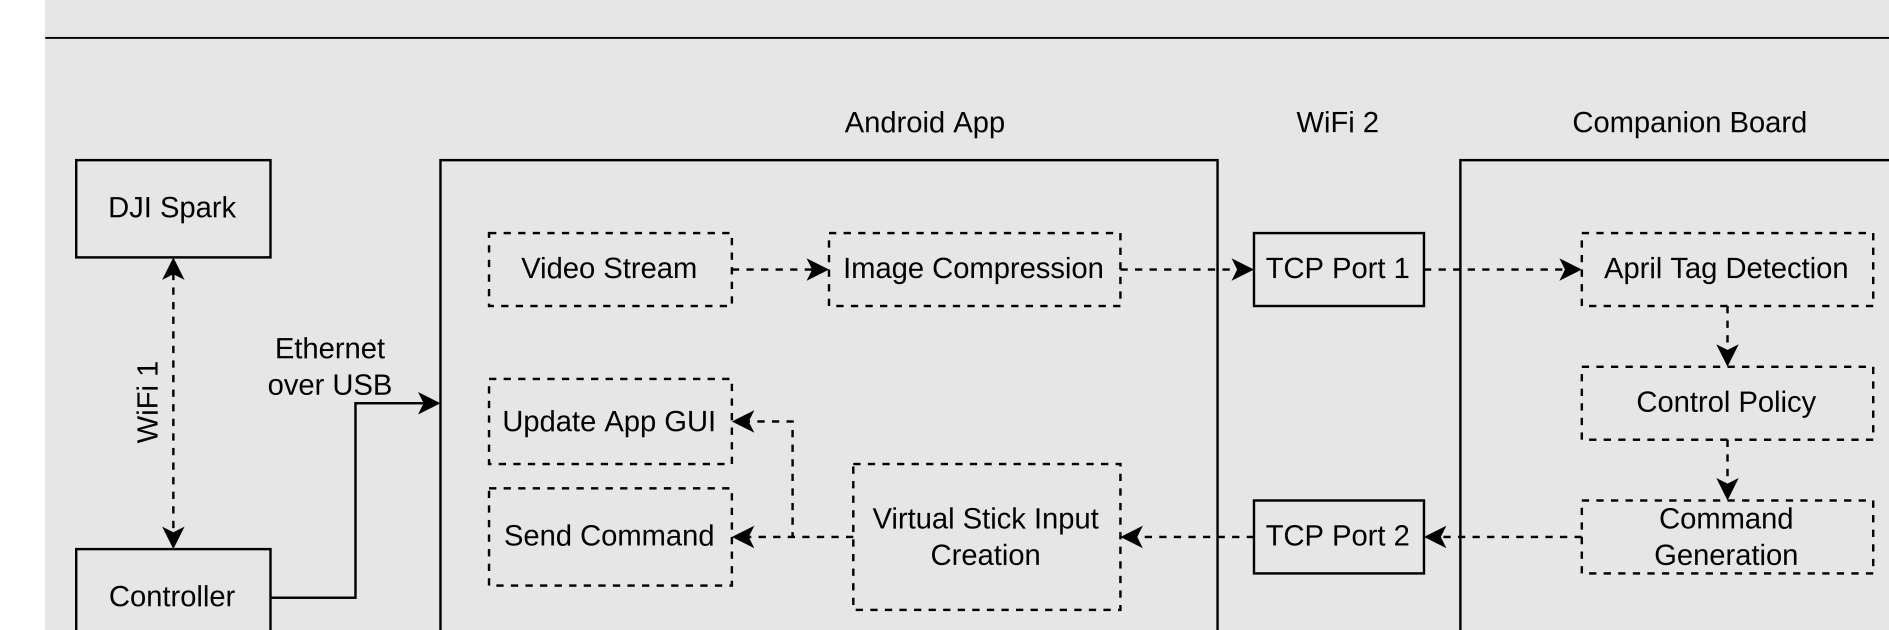 Android App
WiFi 2
Companion Board
DJI Spark
Video Stream
Image Compression
TCP Port 1
April Tag Detection
Ethernet
over USB
WiFi 1
Update App GUI
Control Policy
Send Command
Virtual Stick Input
Creation
TCP Port 2
Command
Generation
Controller